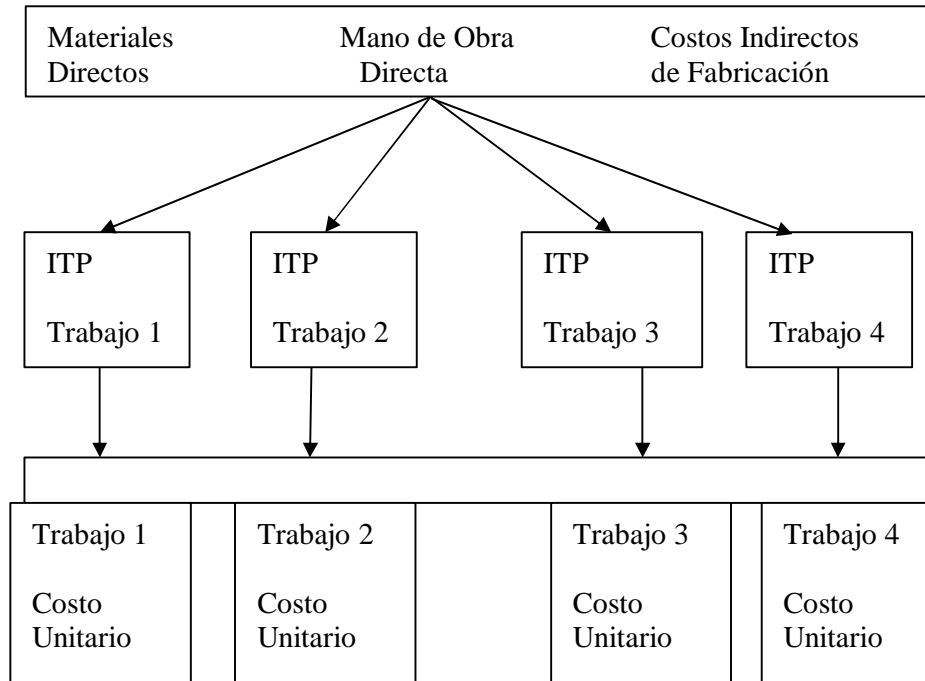 Materiales Mano de Obra Costos Indirectos
Directos Directa de Fabricación
ITP ITP ITP ITP
Trabajo 1 Trabajo 2 Trabajo 3 Trabajo 4
Trabajo 1 Trabajo 2 Trabajo 3 Trabajo 4
Costo Costo Costo Costo
Unitario Unitario Unitario Unitario